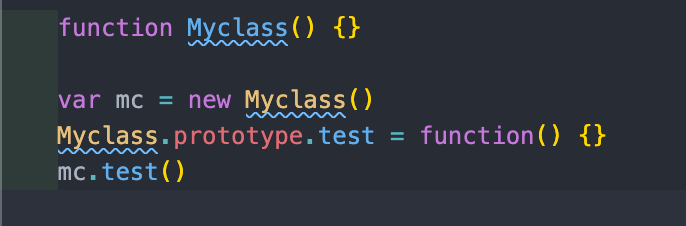 function Myclass() {}
var mc = new Myclass()
Myclass.prototype.test = function() {}
mc.test()